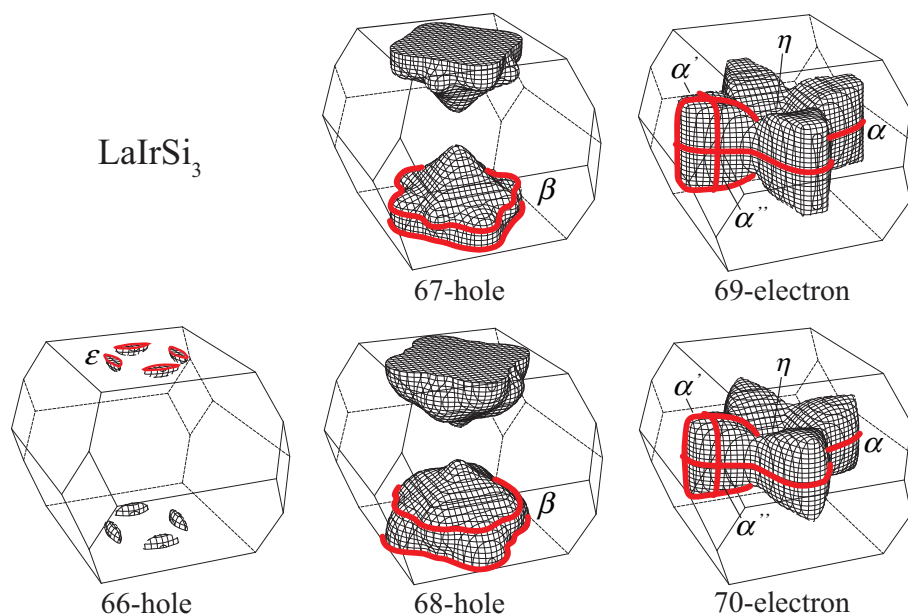 LaIrSi₃
β
67-hole
α’
η
α
α’’
69-electron
ε
66-hole
β
68-hole
α’
η
α
α’’
70-electron